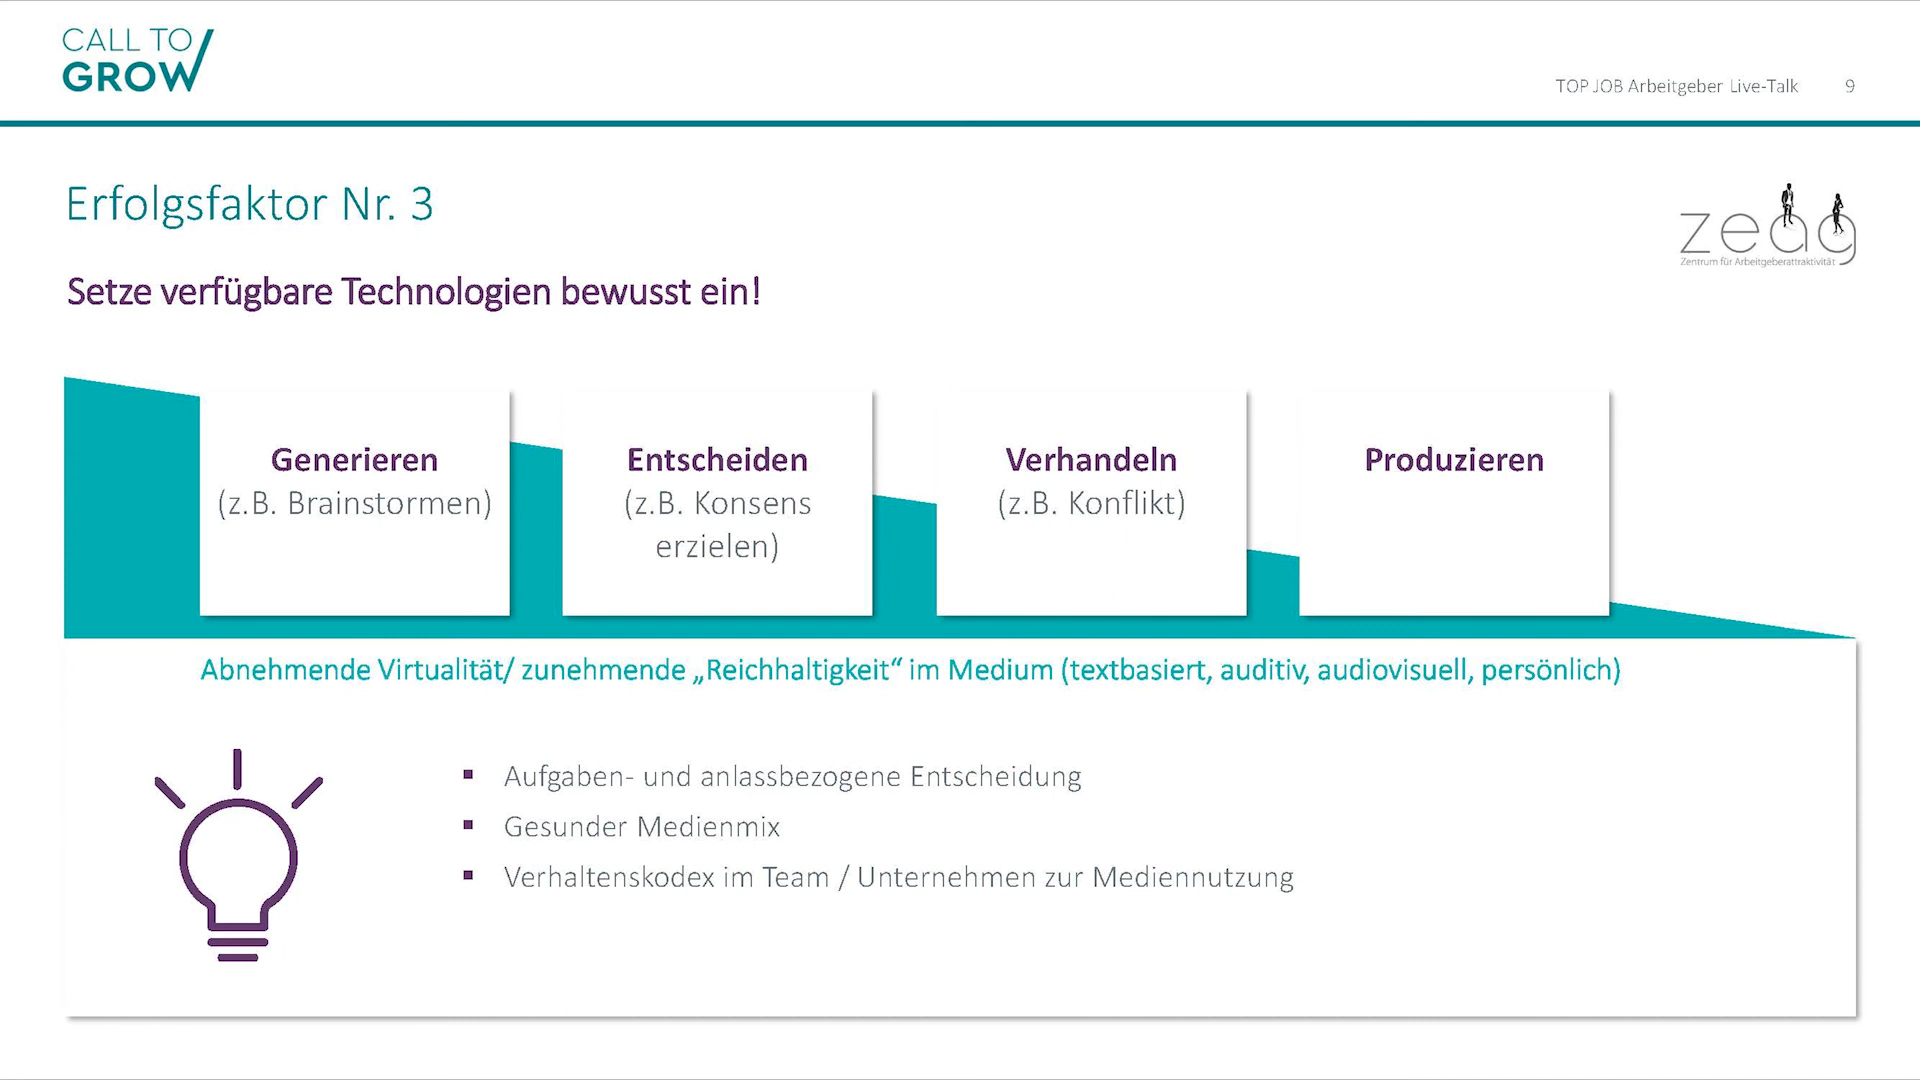 CALL TO
GROW
TOP JOB Arbeitgeber Live-Talk 9
Erfolgsfaktor Nr. 3
zeag
Zentrum für Arbeitgeberattraktivität
Setze verfügbare Technologien bewusst ein!
Generieren
(z.B. Brainstormen)
Entscheiden
(z.B. Konsens
erzielen)
Verhandeln
(z.B. Konflikt)
Produzieren
Abnehmende Virtualität/ zunehmende „Reichhaltigkeit“ im Medium (textbasiert, auditiv, audiovisuell, persönlich)
▪ Aufgaben- und anlassbezogene Entscheidung
▪ Gesunder Medienmix
▪ Verhaltenskodex im Team / Unternehmen zur Mediennutzung